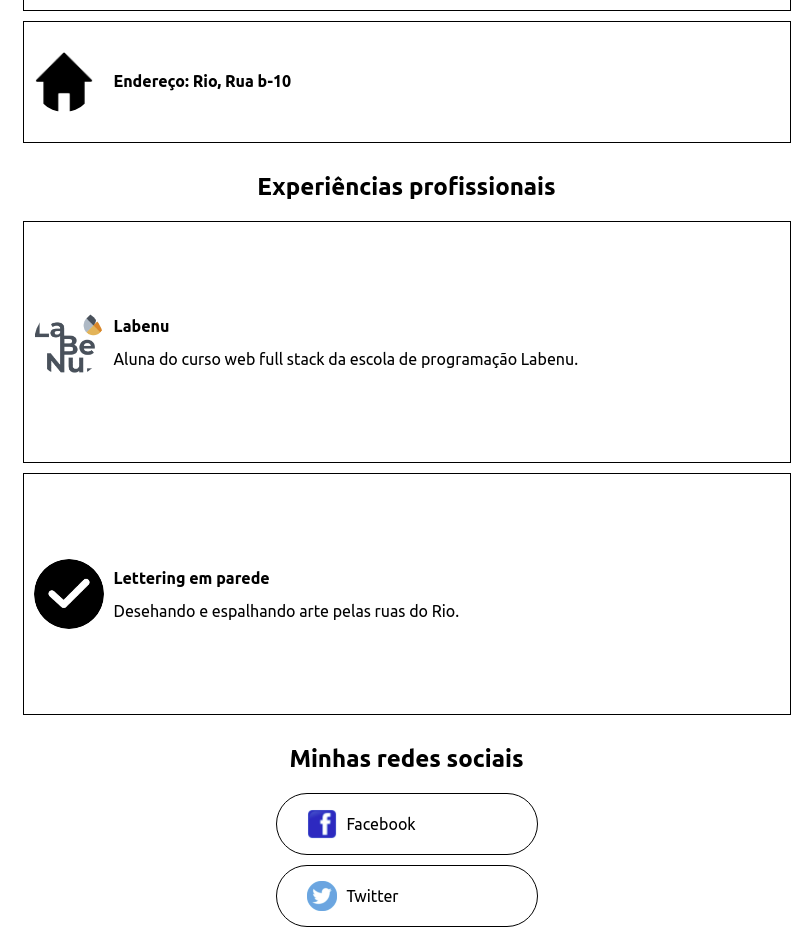 Endereço: Rio, Rua b-10
Experiências profissionais
La
Be
Nu
Labenu
Aluna do curso web full stack da escola de programação Labenu.
Lettering em parede
Desehando e espalhando arte pelas ruas do Rio.
Minhas redes sociais
f Facebook
Twitter